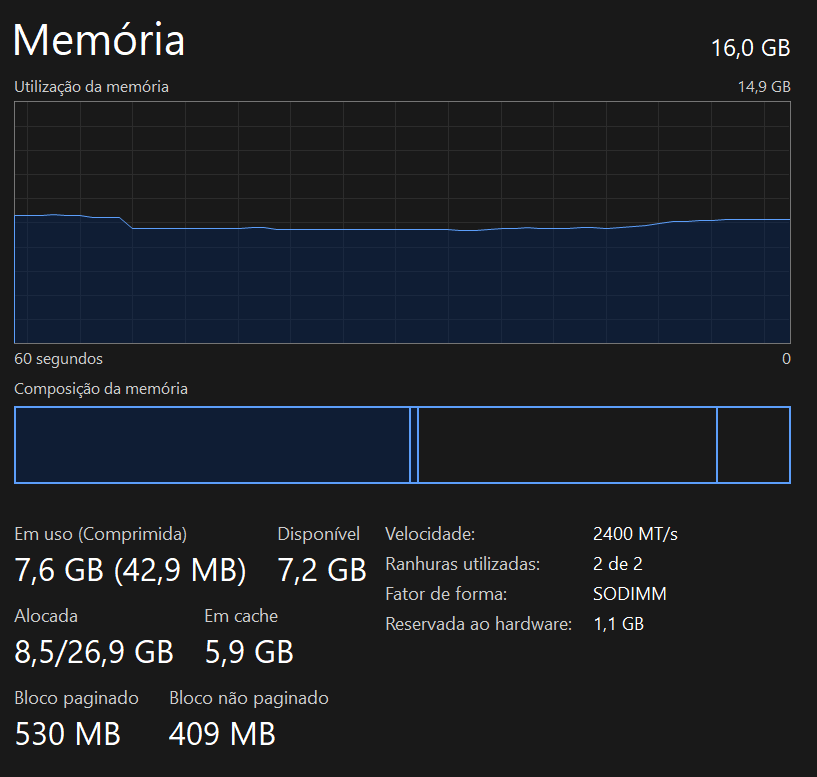 Memória
16,0 GB
Utilização da memória
14,9 GB
60 segundos
0
Composição da memória
Em uso (Comprimida)
7,6 GB (42,9 MB)
Disponível
7,2 GB
Alocada
8,5/26,9 GB
Em cache
5,9 GB
Bloco paginado
530 MB
Bloco não paginado
409 MB
Velocidade: 2400 MT/s
Ranhuras utilizadas: 2 de 2
Fator de forma: SODIMM
Reservada ao hardware: 1,1 GB